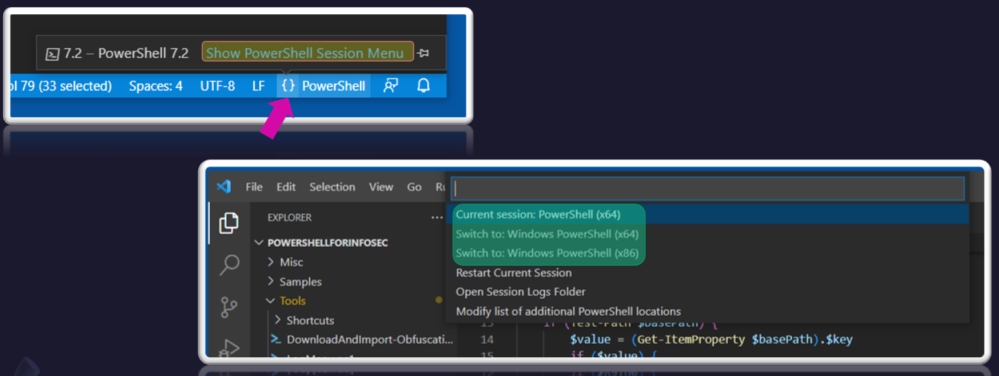 7.2 – PowerShell 7.2 Show PowerShell Session Menu
ol 79 (33 selected) Spaces: 4 UTF-8 LF {} PowerShell
File Edit Selection View Go Ru
EXPLORER ...
POWERSHELLFORINFOSEC
Misc
Samples
Tools
Shortcuts
DownloadAndImport-Obfuscati...
Current session: PowerShell (x64)
Switch to: Windows PowerShell (x64)
Switch to: Windows PowerShell (x86)
Restart Current Session
Open Session Logs Folder
Modify list of additional PowerShell locations
13 if (Test-Path $basePath) {
14 $value = (Get-ItemProperty $basePath).$key
15 if ($value) {